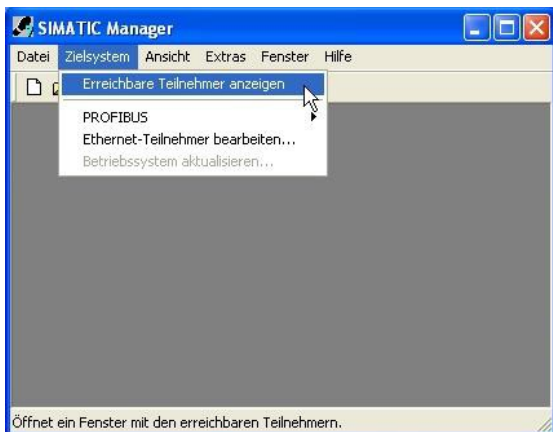 SIMATIC Manager
Datei Zielsystem Ansicht Extras Fenster Hilfe
Erreichbare Teilnehmer anzeigen
PROFIBUS
Ethernet-Teilnehmer bearbeiten...
Betriebssystem aktualisieren...
Öffnet ein Fenster mit den erreichbaren Teilnehmern.